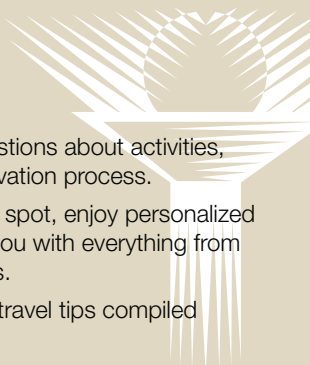 stions about activities,
vation process.
spot, enjoy personalized
ou with everything from
s.
travel tips compiled